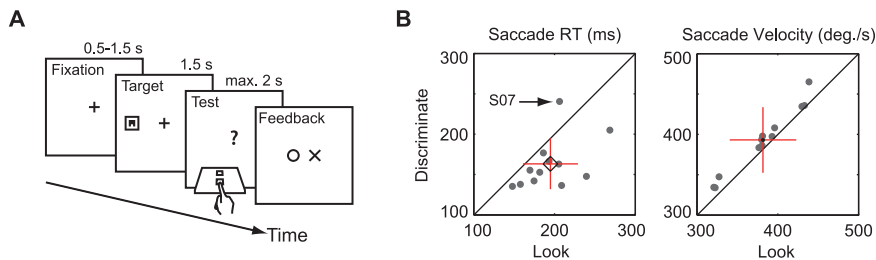 A
0.5-1.5 s
Fixation
1.5 s
Target
max. 2 s
Test
?
Feedback
Time
B
Saccade RT (ms)
Discriminate
300
200
100
S07
100 200 300
Look
Saccade Velocity (deg./s)
500
400
300
300 400 500
Look